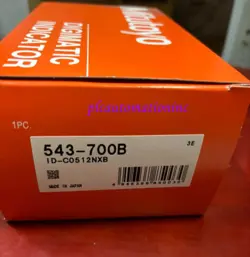 Mitutoyo
DIGIMATIC
INDICATOR
1PC.
3E
543-700B
ID-C0512NXB
MADE IN JAPAN